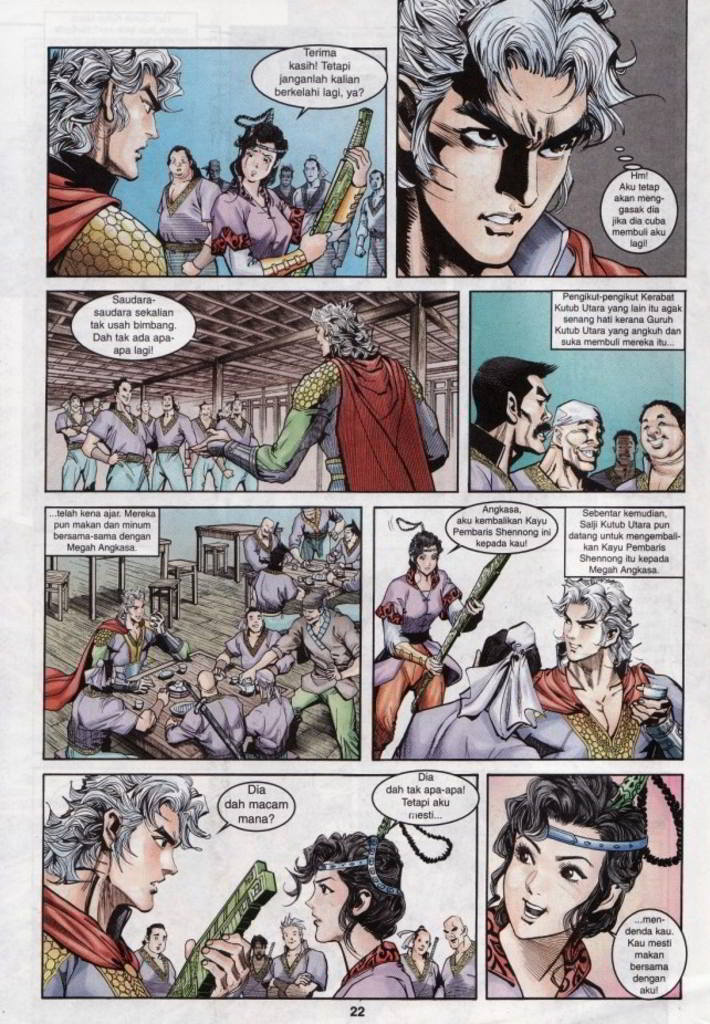 Terima
kasih! Tetapi
janganlah kalian
berkelahi lagi, ya?
Hm!
Aku tetap
akan meng-
gasak dia
jika dia cuba
membuli aku
lagi!
Saudara-
saudara sekalian
tak usah bimbang.
Dah tak ada apa-
apa lagi!
Pengikut-pengikut Kerabat
Kutub Utara yang lain itu agak
senang hati kerana Guruh
Kutub Utara yang angkuh dan
suka membuli mereka itu...
...telah kena ajar. Mereka
pun makan dan minum
bersama-sama dengan
Megah Angkasa.
Angkasa,
aku kembalikan Kayu
Pembaris Shennong ini
kepada kau!
Sebentar kemudian,
Salji Kutub Utara pun
datang untuk mengembali-
kan Kayu Pembaris
Shennong itu kepada
Megah Angkasa.
Dia
dah macam
mana?
Dia
dah tak apa-apa!
Tetapi aku
mesti...
...men-
denda kau.
Kau mesti
makan
bersama
dengan
aku!
22